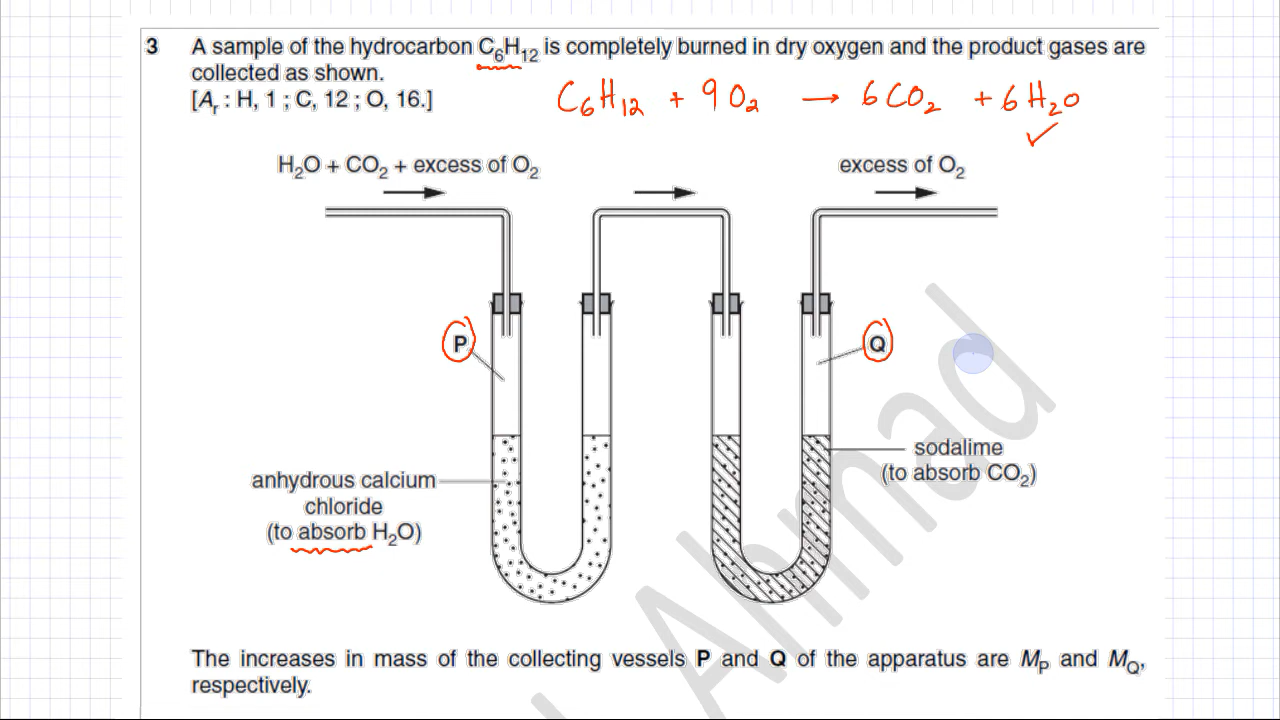 3 A sample of the hydrocarbon C₆H₁₂ is completely burned in dry oxygen and the product gases are
collected as shown.
[Aᵣ : H, 1 ; C, 12 ; O, 16.]
C₆H₁₂ + 9O₂ → 6CO₂ + 6H₂O ✓
H₂O + CO₂ + excess of O₂
excess of O₂
P
Q
sodalime
(to absorb CO₂)
anhydrous calcium
chloride
(to absorb H₂O)
Ahmad
The increases in mass of the collecting vessels P and Q of the apparatus are M_P and M_Q,
respectively.